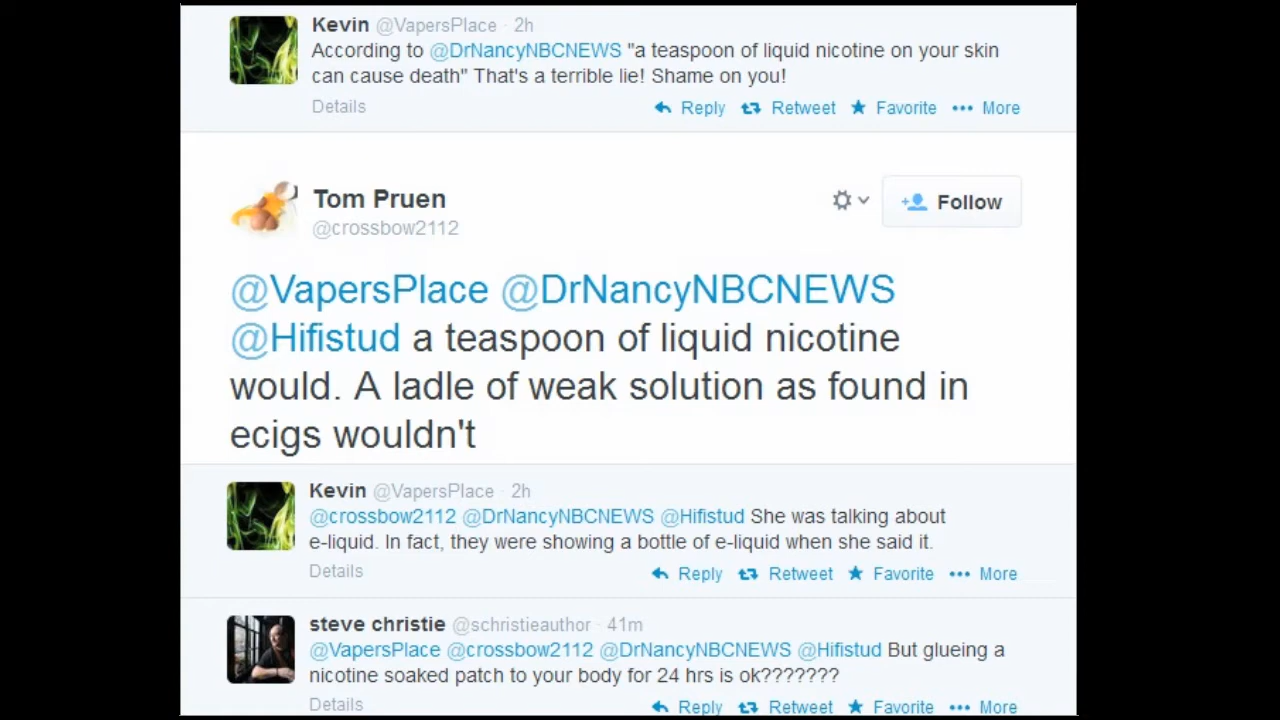 Kevin @VapersPlace · 2h
According to @DrNancyNBCNEWS "a teaspoon of liquid nicotine on your skin
can cause death" That's a terrible lie! Shame on you!
Details
Reply Retweet Favorite More
Tom Pruen
@crossbow2112
Follow
@VapersPlace @DrNancyNBCNEWS
@Hifistud a teaspoon of liquid nicotine
would. A ladle of weak solution as found in
ecigs wouldn't
Kevin @VapersPlace · 2h
@crossbow2112 @DrNancyNBCNEWS @Hifistud She was talking about
e-liquid. In fact, they were showing a bottle of e-liquid when she said it.
Details
Reply Retweet Favorite More
steve christie @schristieauthor · 41m
@VapersPlace @crossbow2112 @DrNancyNBCNEWS @Hifistud But glueing a
nicotine soaked patch to your body for 24 hrs is ok???????
Details
Reply Retweet Favorite More